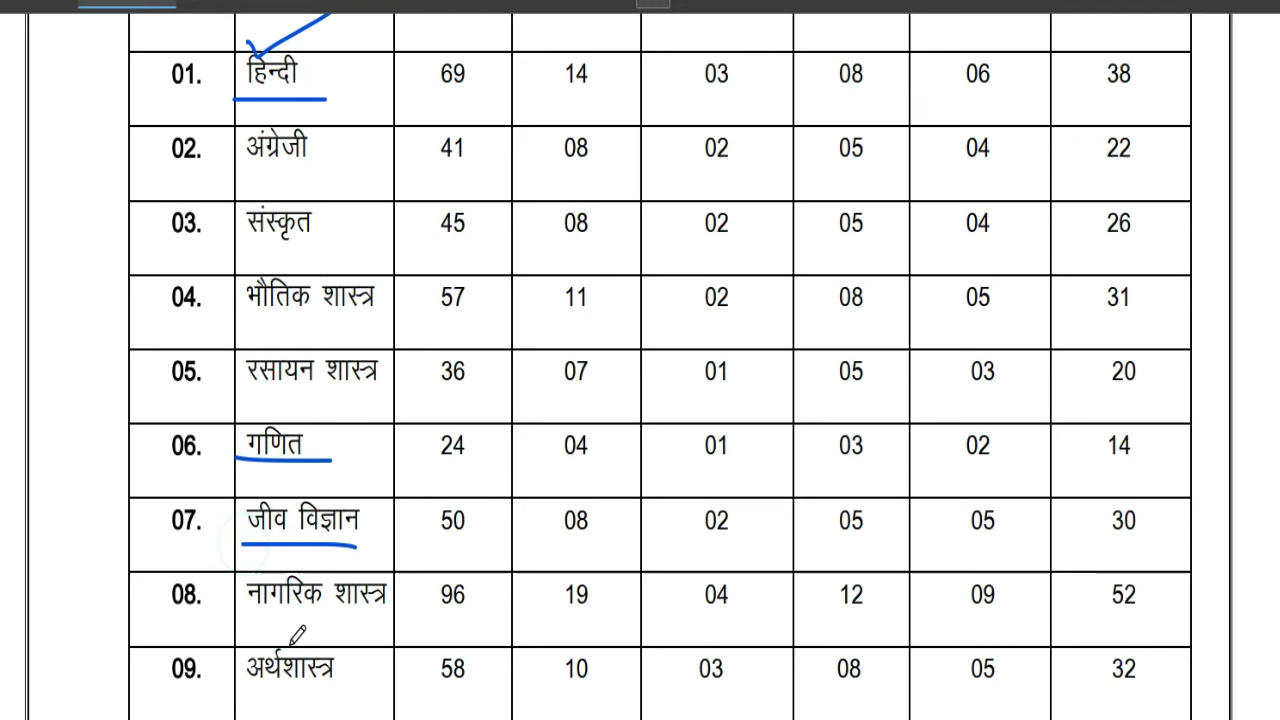 01. हिन्दी 69 14 03 08 06 38
02. अंग्रेजी 41 08 02 05 04 22
03. संस्कृत 45 08 02 05 04 26
04. भौतिक शास्त्र 57 11 02 08 05 31
05. रसायन शास्त्र 36 07 01 05 03 20
06. गणित 24 04 01 03 02 14
07. जीव विज्ञान 50 08 02 05 05 30
08. नागरिक शास्त्र 96 19 04 12 09 52
09. अर्थशास्त्र 58 10 03 08 05 32